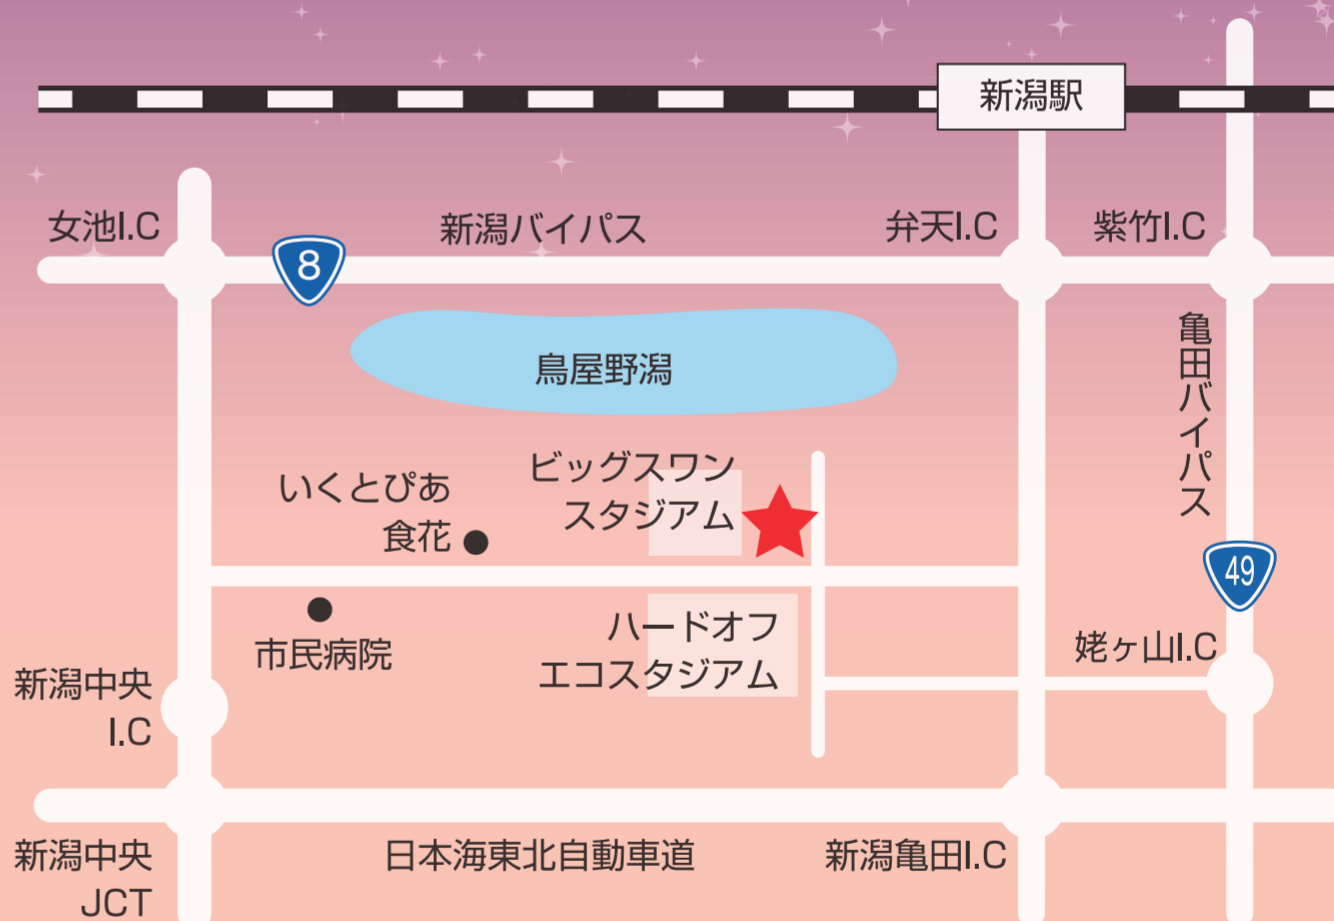 新潟駅
女池I.C
新潟バイパス
弁天I.C
紫竹I.C
8
鳥屋野潟
亀田バイパス
ビッグスワン
スタジアム
いくとぴあ
食花
49
ハードオフ
エコスタジアム
市民病院
姥ヶ山I.C
新潟中央
I.C
新潟中央
JCT
日本海東北自動車道
新潟亀田I.C